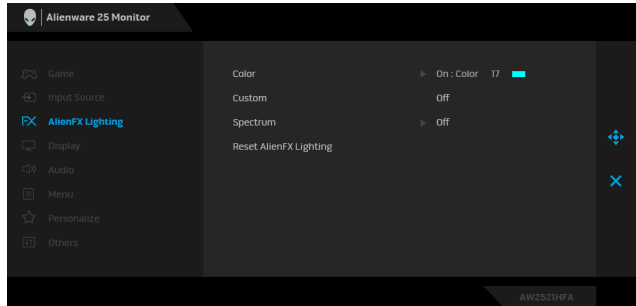 Alienware 25 Monitor
Game
Input Source
FX AlienFX Lighting
Display
Audio
Menu
Personalize
Others
Color On : Color 17
Custom Off
Spectrum Off
Reset AlienFX Lighting
AW2521HFA